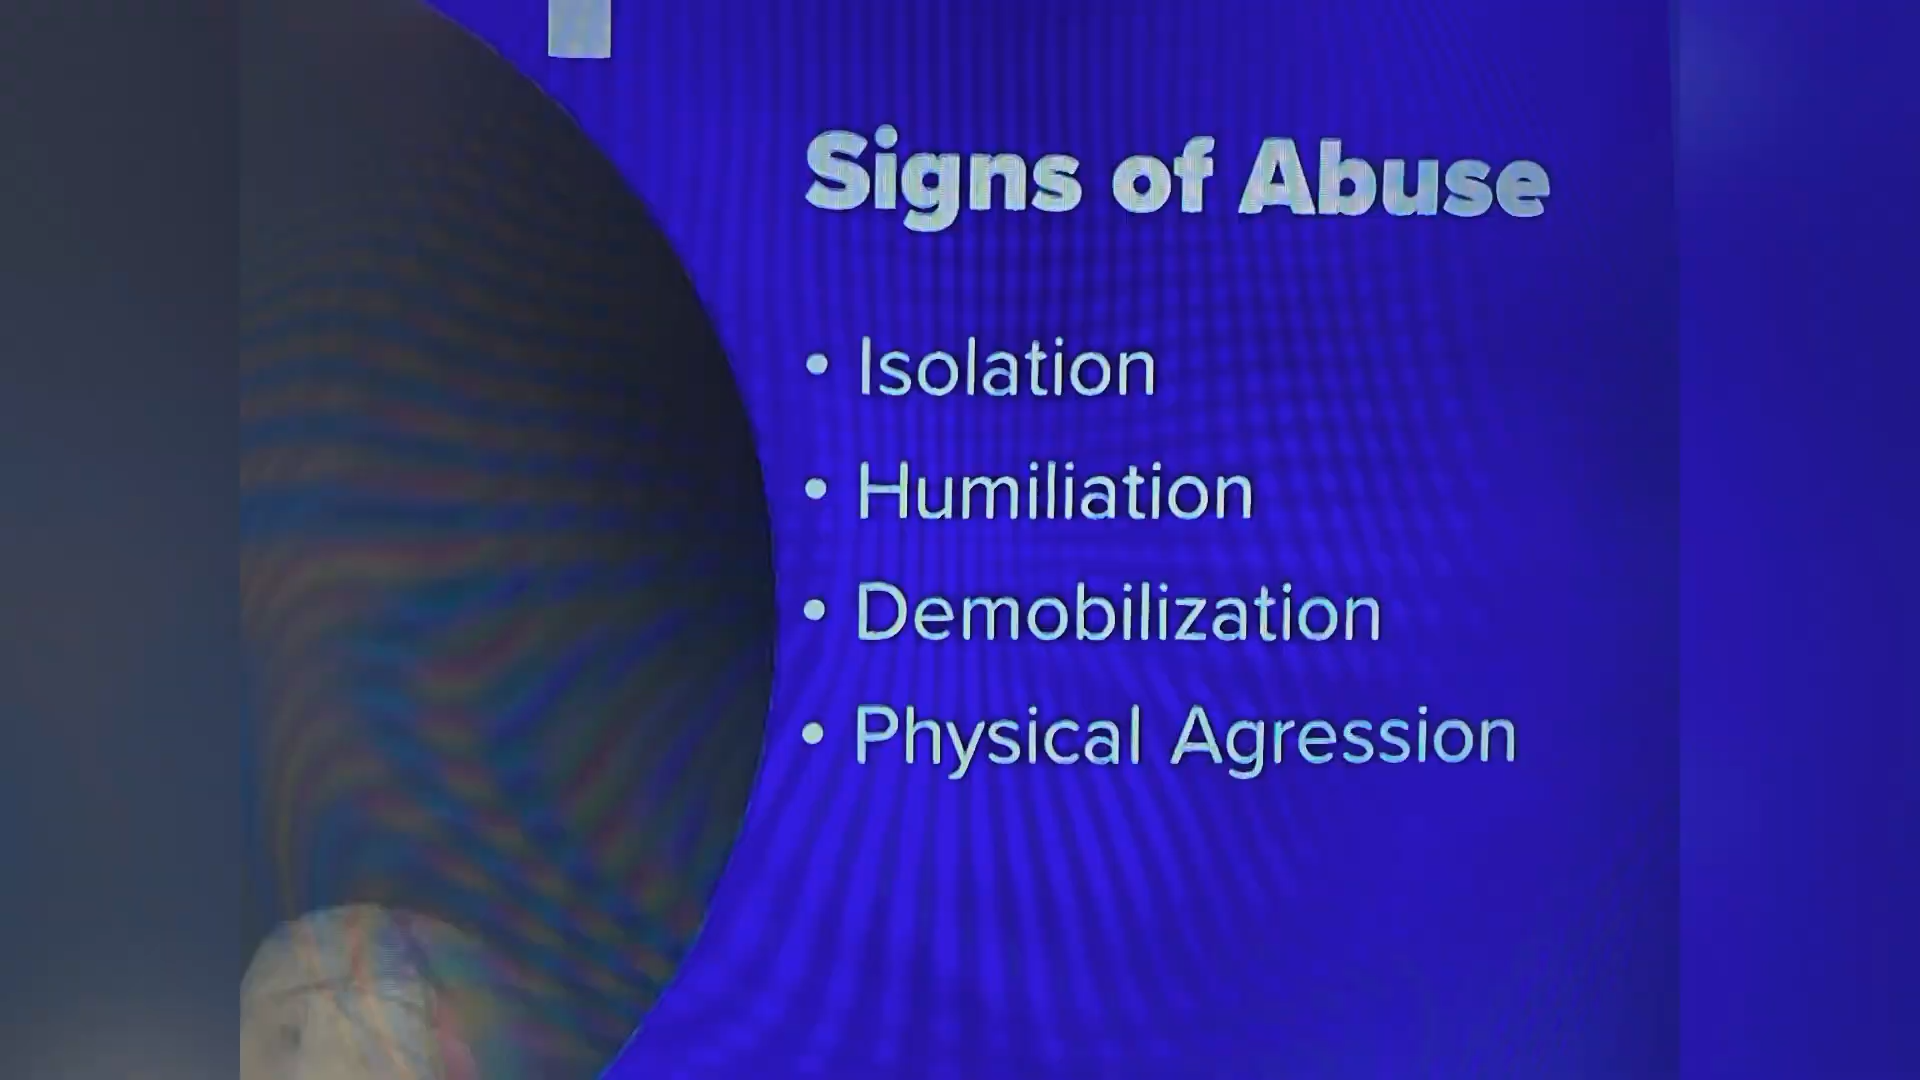 Signs of Abuse
• Isolation
• Humiliation
• Demobilization
• Physical Agression